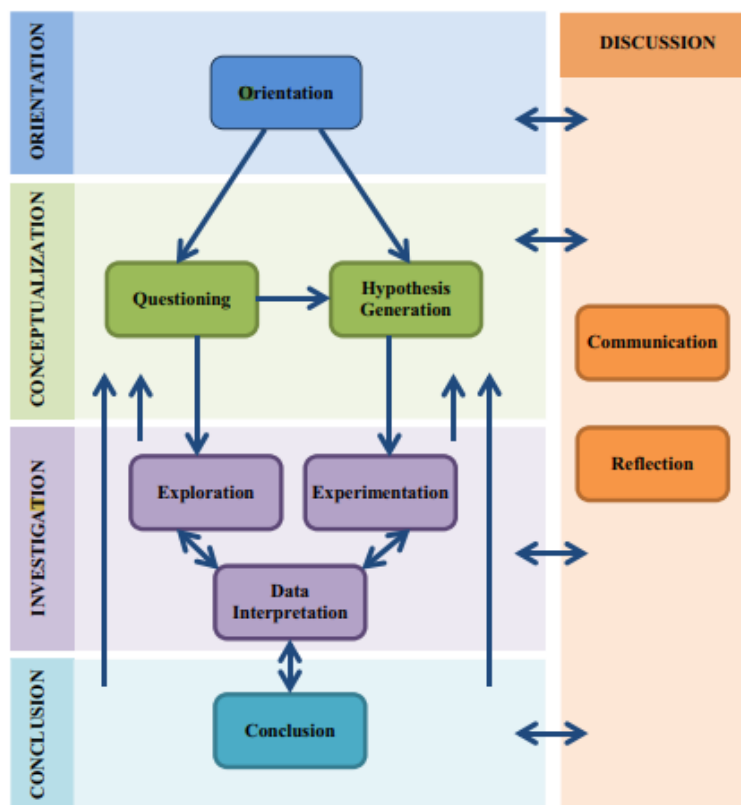 ORIENTATION
Orientation
DISCUSSION
CONCEPTUALIZATION
Questioning
Hypothesis
Generation
Communication
Reflection
INVESTIGATION
Exploration
Experimentation
Data
Interpretation
CONCLUSION
Conclusion